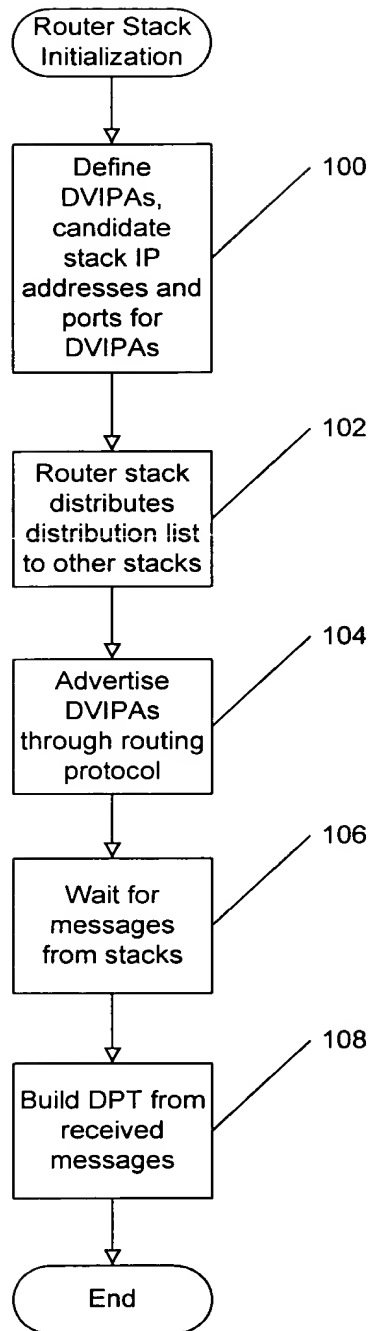 Router Stack
Initialization
Define
DVIPAs,
candidate
stack IP
addresses and
ports for
DVIPAs
100
Router stack
distributes
distribution list
to other stacks
102
Advertise
DVIPAs
through routing
protocol
104
Wait for
messages
from stacks
106
Build DPT from
received
messages
108
End